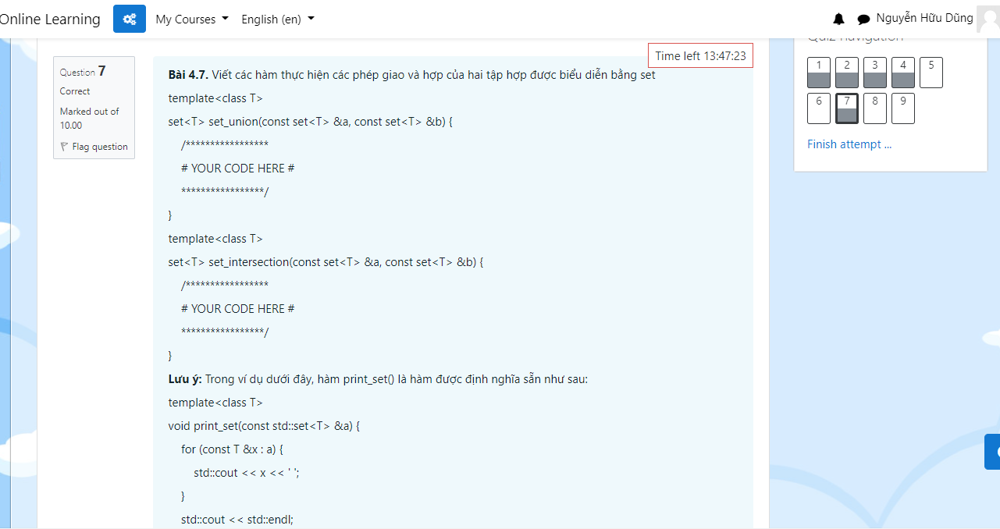 Online Learning My Courses English (en) Nguyễn Hữu Dũng
Question 7
Correct
Marked out of
10.00
Flag question
Time left 13:47:23
Bài 4.7. Viết các hàm thực hiện các phép giao và hợp của hai tập hợp được biểu diễn bằng set
template<class T>
set<T> set_union(const set<T> &a, const set<T> &b) {
/*****************
# YOUR CODE HERE #
*****************/
}
template<class T>
set<T> set_intersection(const set<T> &a, const set<T> &b) {
/*****************
# YOUR CODE HERE #
*****************/
}
Lưu ý: Trong ví dụ dưới đây, hàm print_set() là hàm được định nghĩa sẵn như sau:
template<class T>
void print_set(const std::set<T> &a) {
for (const T &x : a) {
std::cout << x << ' ';
}
std::cout << std::endl;
Quiz navigation
1 2 3 4 5
6 7 8 9
Finish attempt ...